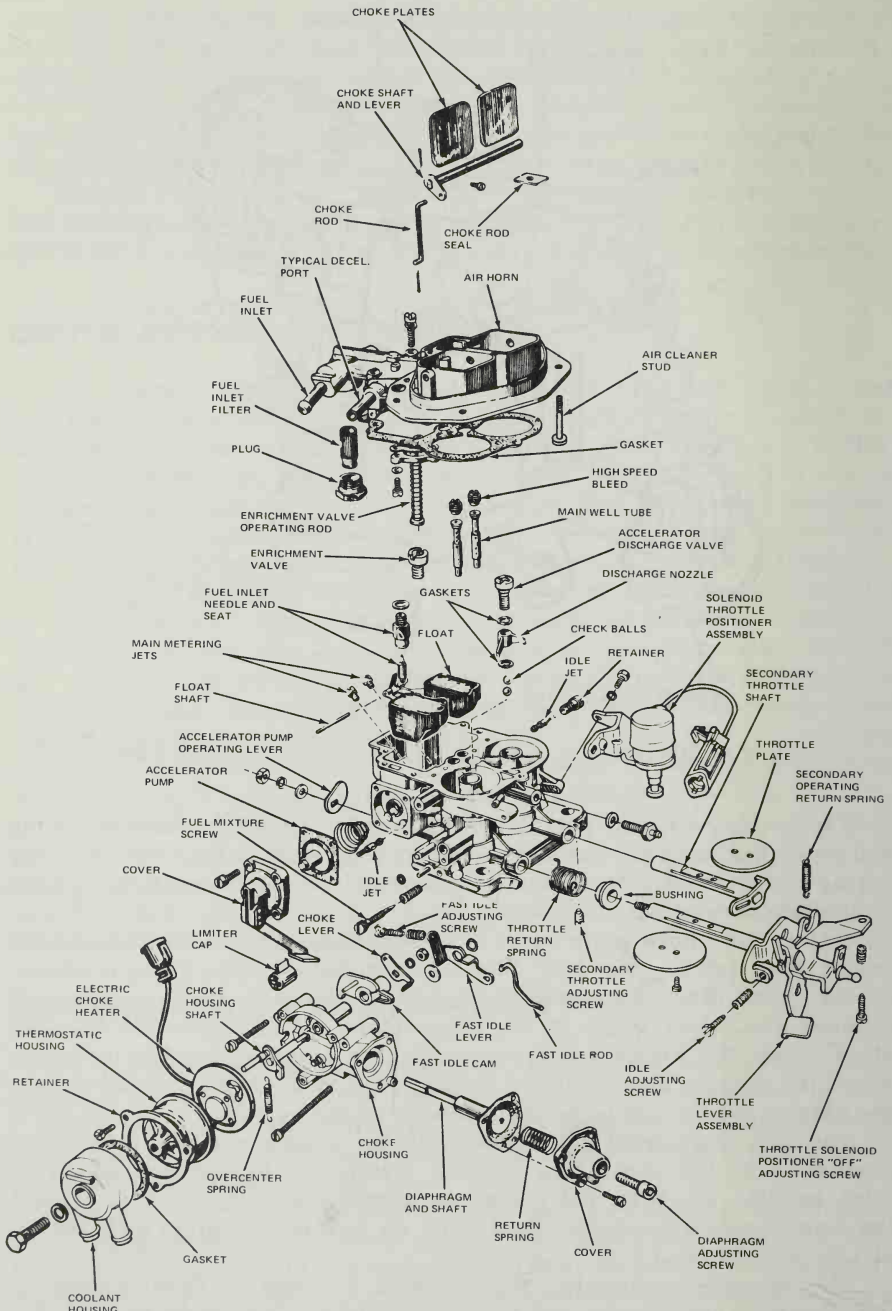 CHOKE PLATES
CHOKE SHAFT
AND LEVER
CHOKE
ROD
CHOKE ROD
SEAL
TYPICAL DECEL.
PORT
AIR HORN
FUEL
INLET
AIR CLEANER
STUD
FUEL
INLET
FILTER
GASKET
PLUG
HIGH SPEED
BLEED
ENRICHMENT VALVE
OPERATING ROD
MAIN WELL TUBE
ACCELERATOR
DISCHARGE VALVE
ENRICHMENT
VALVE
DISCHARGE NOZZLE
FUEL INLET
NEEDLE AND
SEAT
GASKETS
SOLENOID
THROTTLE
POSITIONER
ASSEMBLY
FLOAT
CHECK BALLS
MAIN METERING
JETS
IDLE
JET
RETAINER
SECONDARY
THROTTLE
SHAFT
FLOAT
SHAFT
ACCELERATOR PUMP
OPERATING LEVER
THROTTLE
PLATE
ACCELERATOR
PUMP
SECONDARY
OPERATING
RETURN SPRING
FUEL MIXTURE
SCREW
COVER
IDLE
JET
BUSHING
CHOKE
LEVER
FAST IDLE
ADJUSTING
SCREW
THROTTLE
RETURN
SPRING
LIMITER
CAP
SECONDARY
THROTTLE
ADJUSTING
SCREW
ELECTRIC
CHOKE
HEATER
CHOKE
HOUSING
SHAFT
THERMOSTATIC
HOUSING
FAST IDLE
LEVER
FAST IDLE CAM
FAST IDLE ROD
IDLE
ADJUSTING
SCREW
RETAINER
THROTTLE
LEVER
ASSEMBLY
CHOKE
HOUSING
THROTTLE SOLENOID
POSITIONER "OFF"
ADJUSTING SCREW
OVERCENTER
SPRING
DIAPHRAGM
AND SHAFT
RETURN
SPRING
COVER
DIAPHRAGM
ADJUSTING
SCREW
GASKET
COOLANT
HOUSING